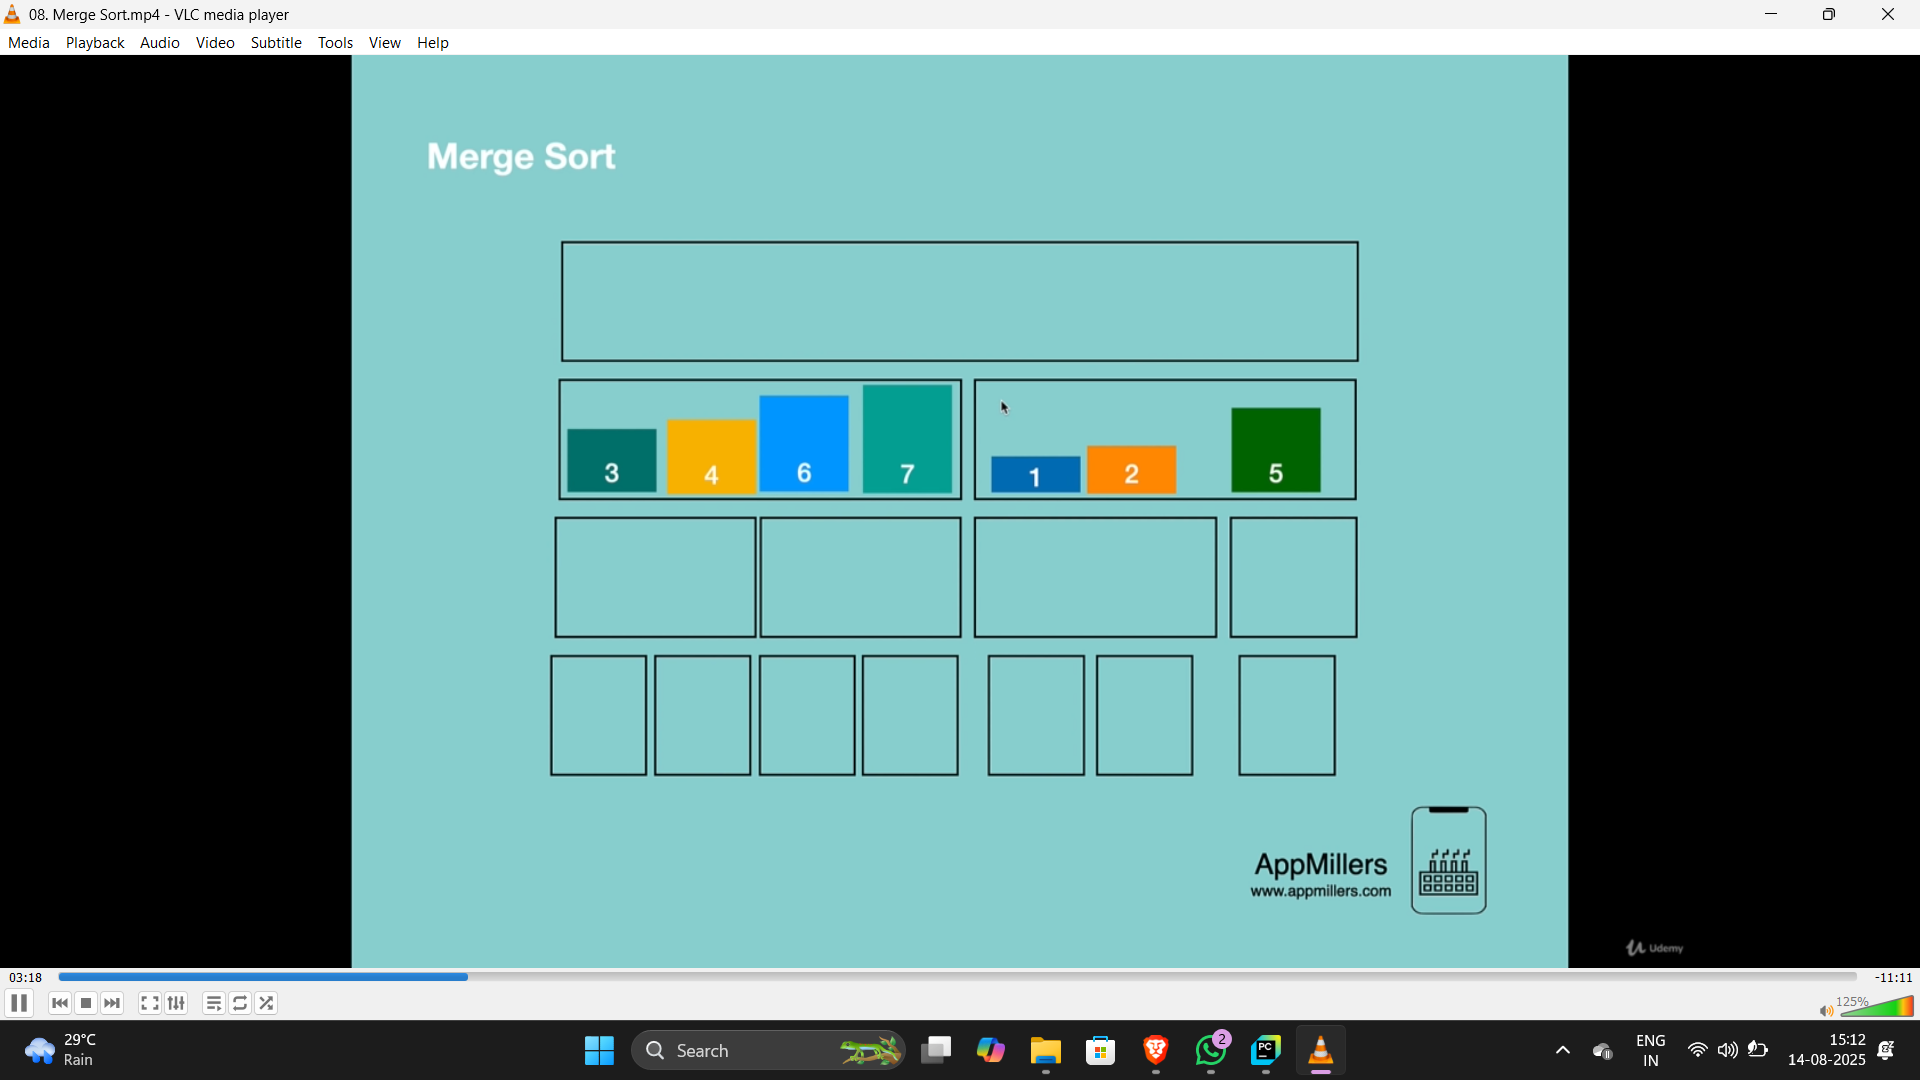 08. Merge Sort.mp4 - VLC media player
Media Playback Audio Video Subtitle Tools View Help
Merge Sort
3 4 6 7 1 2 5
AppMillers
www.appmillers.com
Udemy
03:18 -11:11
125%
29°C
Rain
Search
2
PC
ENG
IN
15:12
14-08-2025